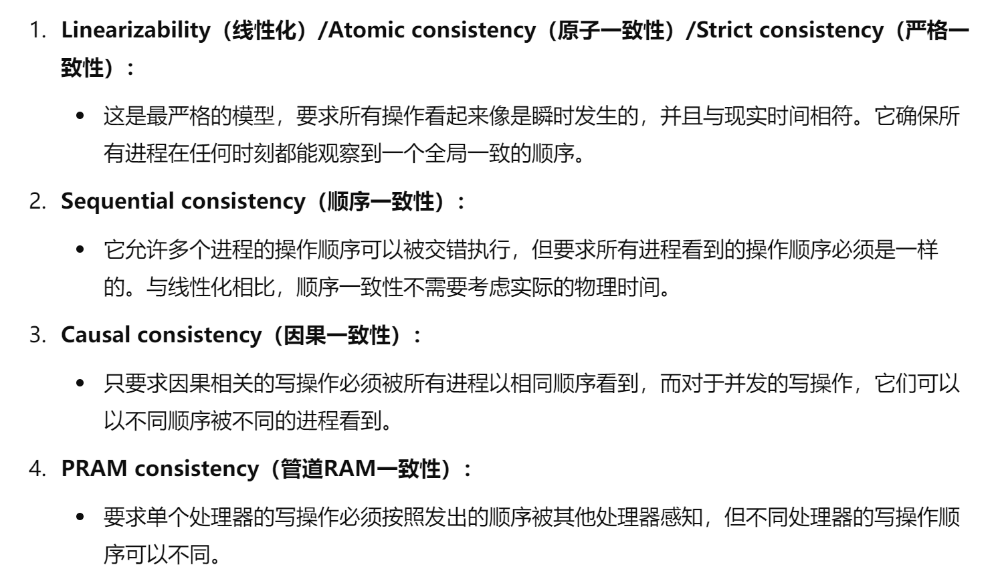 1. Linearizability（线性化）/Atomic consistency（原子一致性）/Strict consistency（严格一
致性）：
• 这是最严格的模型，要求所有操作看起来像是瞬时发生的，并且与现实时间相符。它确保所
有进程在任何时刻都能观察到一个全局一致的顺序。
2. Sequential consistency（顺序一致性）：
• 它允许多个进程的操作顺序可以被交错执行，但要求所有进程看到的操作顺序必须是一样
的。与线性化相比，顺序一致性不需要考虑实际的物理时间。
3. Causal consistency（因果一致性）：
• 只要求因果相关的写操作必须被所有进程以相同顺序看到，而对于并发的写操作，它们可以
以不同顺序被不同的进程看到。
4. PRAM consistency（管道RAM一致性）：
• 要求单个处理器的写操作必须按照发出的顺序被其他处理器感知，但不同处理器的写操作顺
序可以不同。